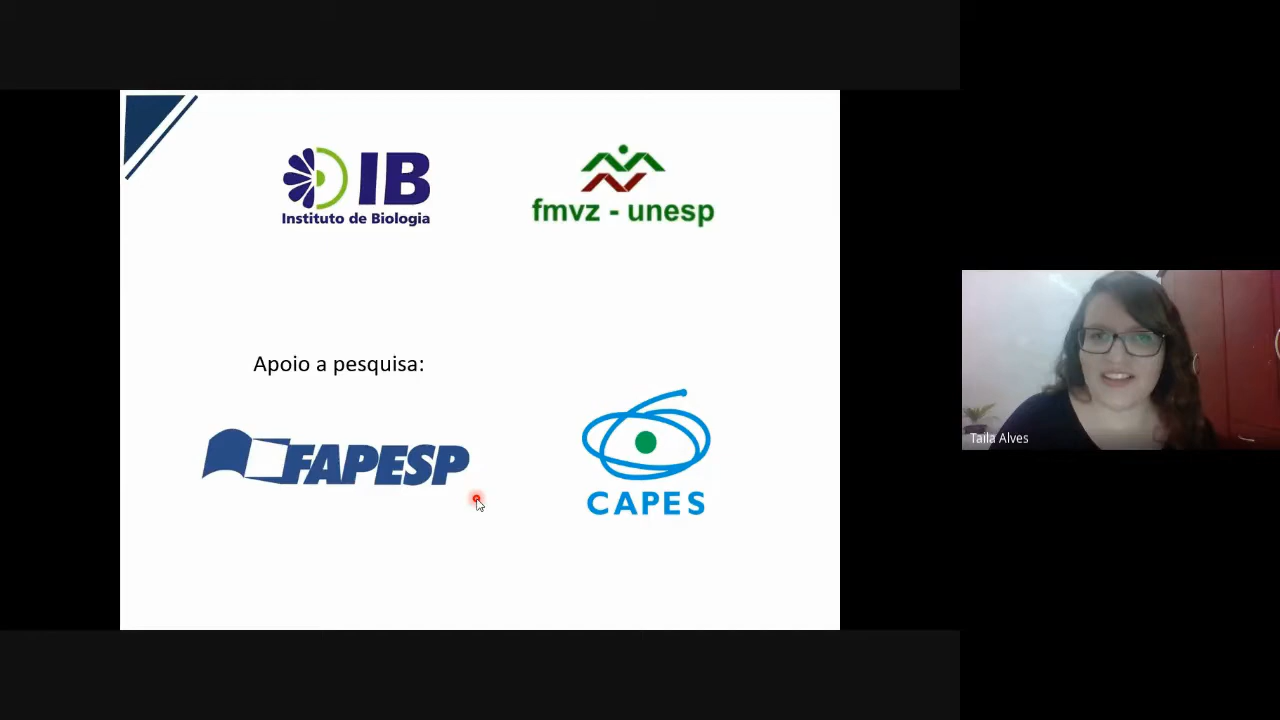 IB
Instituto de Biologia
fmvz - unesp
Apoio a pesquisa:
FAPESP
CAPES
Taila Alves